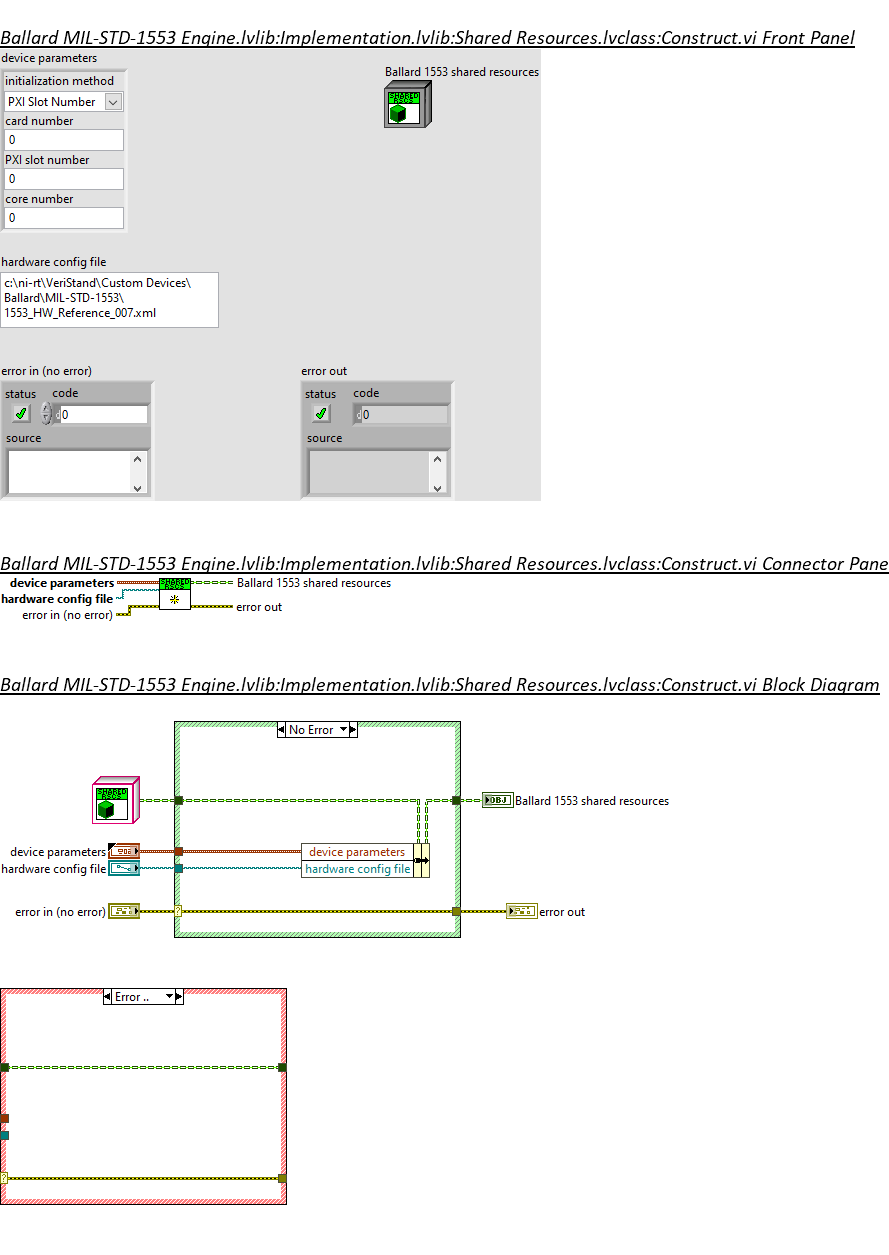 Ballard MIL-STD-1553 Engine.lvlib:Implementation.lvlib:Shared Resources.lvclass:Construct.vi Front Panel
device parameters
initialization method
PXI Slot Number
card number
0
PXI slot number
0
core number
0
Ballard 1553 shared resources
SHARED
RSCS
hardware config file
c:\ni-rt\VeriStand\Custom Devices\
Ballard\MIL-STD-1553\
1553_HW_Reference_007.xml
error in (no error)
status code
d 0
source
error out
status code
d 0
source
Ballard MIL-STD-1553 Engine.lvlib:Implementation.lvlib:Shared Resources.lvclass:Construct.vi Connector Pane
device parameters
hardware config file
error in (no error)
SHARED
RSCS
Ballard 1553 shared resources
error out
Ballard MIL-STD-1553 Engine.lvlib:Implementation.lvlib:Shared Resources.lvclass:Construct.vi Block Diagram
No Error
SHARED
RSCS
OBJ Ballard 1553 shared resources
device parameters
hardware config file
device parameters
hardware config file
error in (no error)
?
error out
Error ..
?